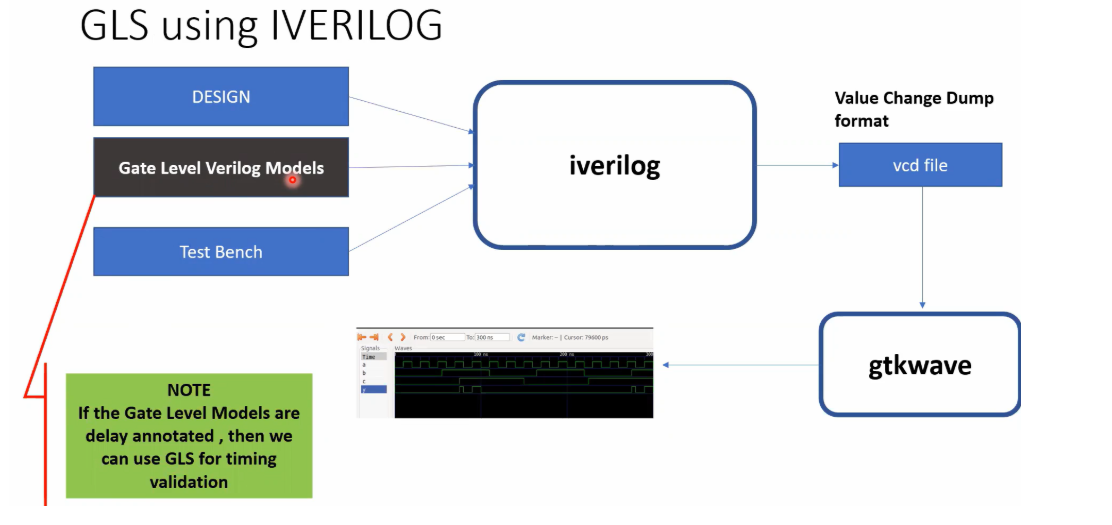 GLS using IVERILOG
DESIGN
Gate Level Verilog Models
Test Bench
iverilog
Value Change Dump
format
vcd file
gtkwave
From: 0 sec To: 300 ns Marker: -- | Cursor: 79600 ps
Signals Waves
Time 100 ns 200 ns 300
a
b
c
y
NOTE
If the Gate Level Models are
delay annotated , then we
can use GLS for timing
validation